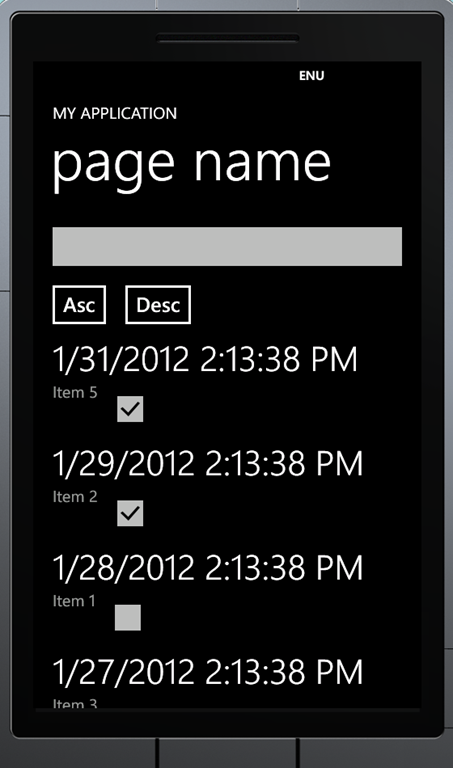 ENU
MY APPLICATION
page name
Asc Desc
1/31/2012 2:13:38 PM
Item 5
1/29/2012 2:13:38 PM
Item 2
1/28/2012 2:13:38 PM
Item 1
1/27/2012 2:13:38 PM
Item 3